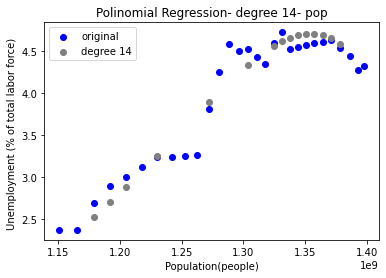 Polinomial Regression- degree 14- pop
original
degree 14
Unemployment (% of total labor force)
4.5
4.0
3.5
3.0
2.5
1.15 1.20 1.25 1.30 1.35 1.40
1e9
Population(people)